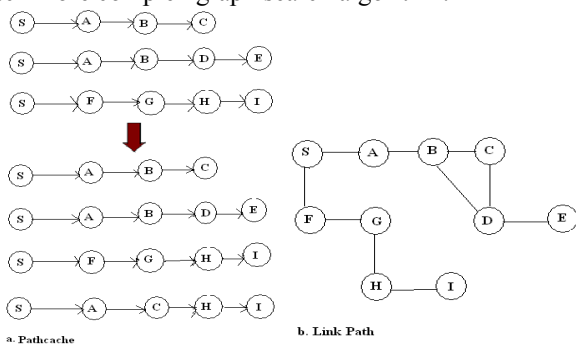 S A B C
S A B D E
S F G H I
S A B C
S A B D E
S F G H I
S A C H I
a. Pathcache
S A B C
F G D E
H I
b. Link Path